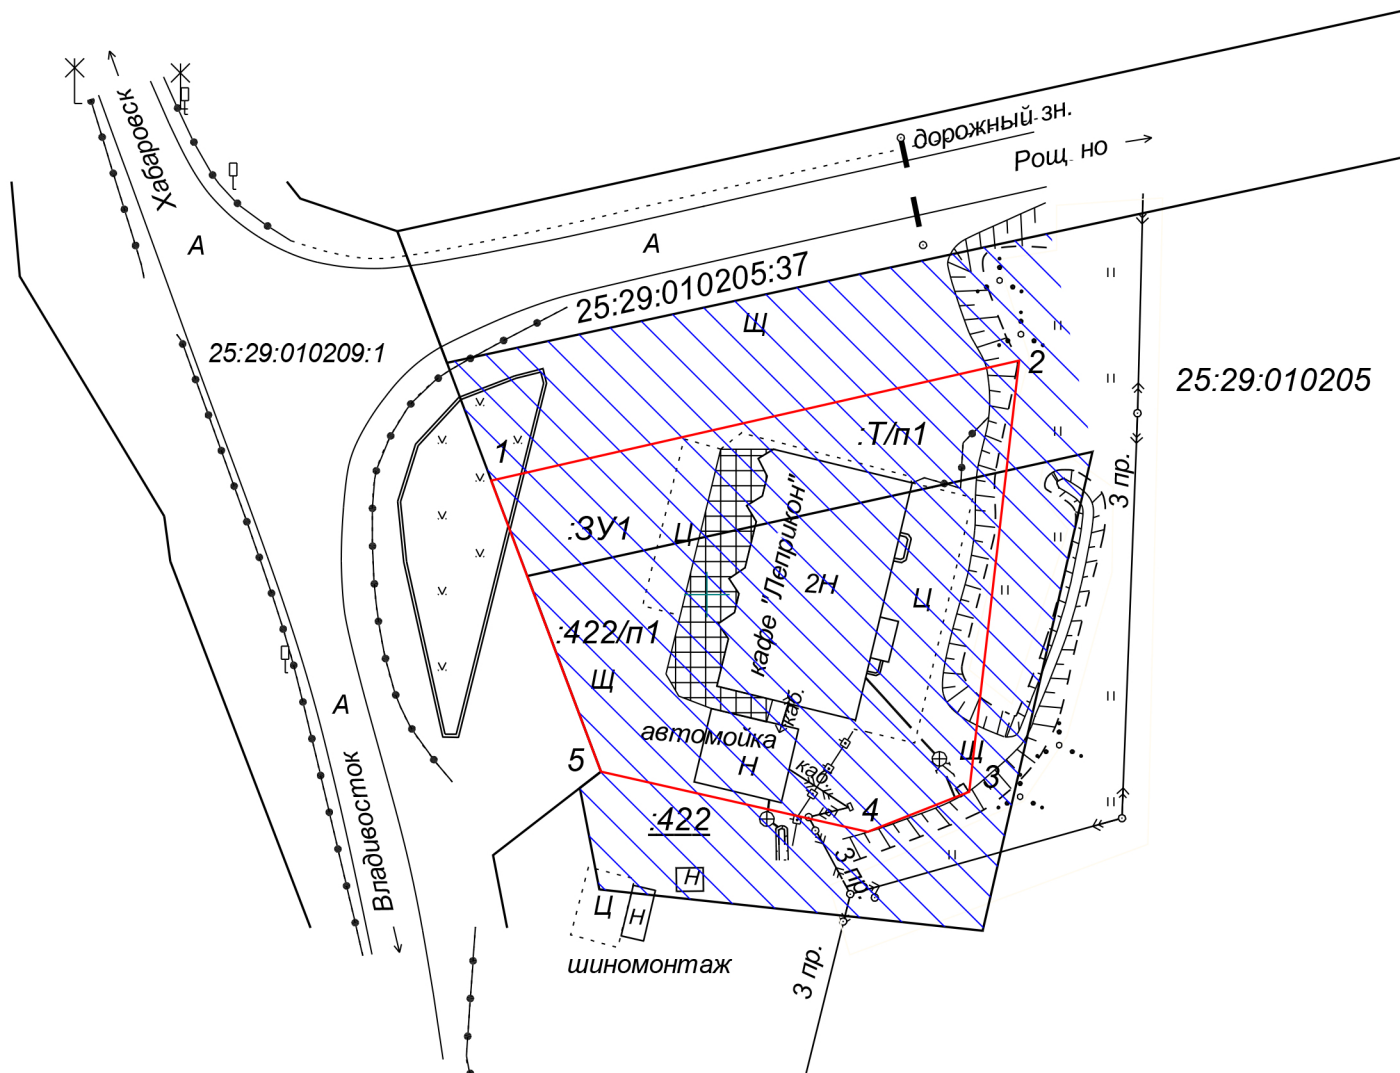 Хабаровск
дорожный зн.
Рощ но
А
А
25:29:010205:37
Щ
25:29:010209:1
2
25:29:010205
:Т/п1
1
3 пр.
:ЗУ1
Ц
кафе "Леприкон"
2Н
Ц
:422/п1
Щ
А
каб.
автомойка
Щ
5
Н
каб.
3
Владивосток
4
:422
3 пр.
Н
Ц
Н
шиномонтаж
3 пр.